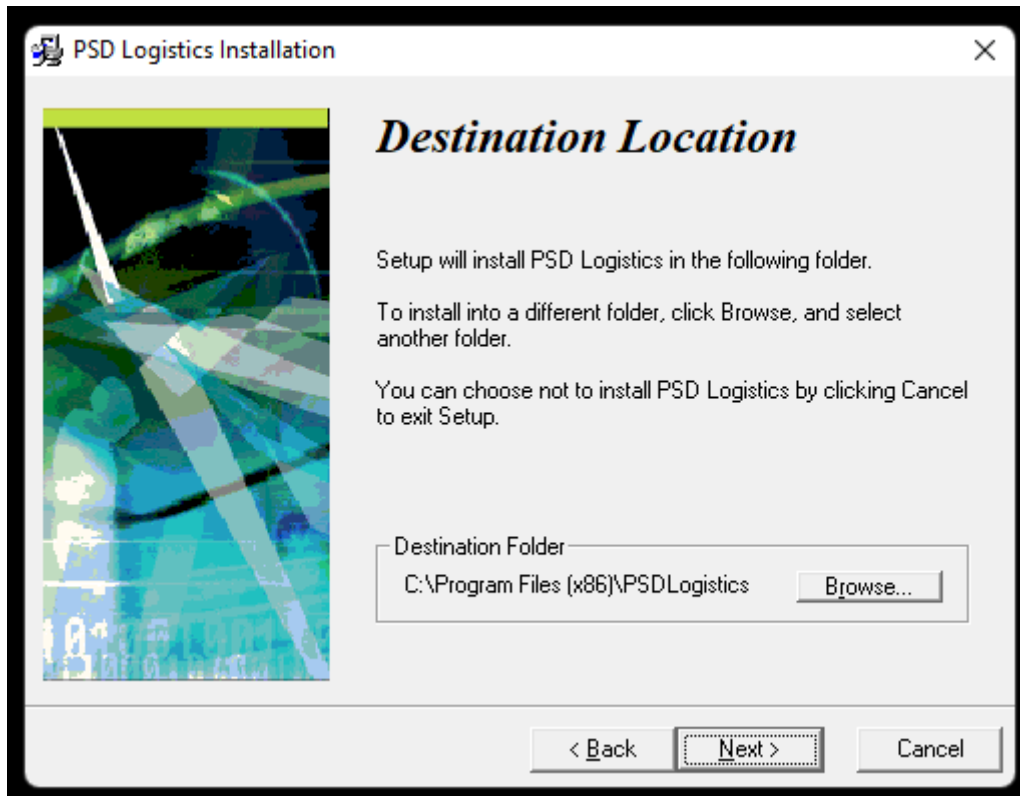 PSD Logistics Installation
Destination Location
Setup will install PSD Logistics in the following folder.
To install into a different folder, click Browse, and select
another folder.
You can choose not to install PSD Logistics by clicking Cancel
to exit Setup.
Destination Folder
C:\Program Files (x86)\PSDLogistics
Browse...
< Back
Next >
Cancel